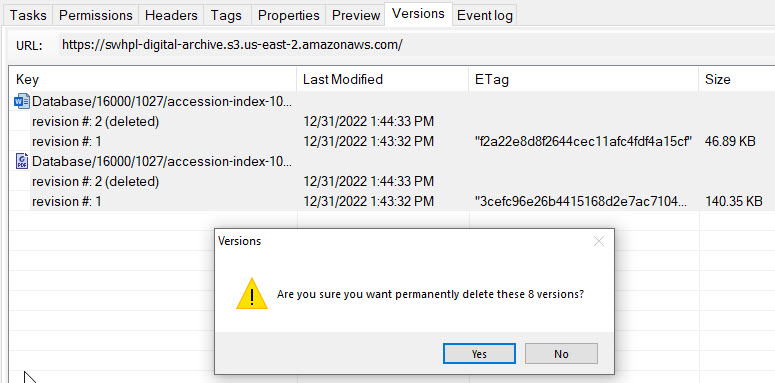 Tasks Permissions Headers Tags Properties Preview Versions Event log
URL: https://swhpl-digital-archive.s3.us-east-2.amazonaws.com/
Key Last Modified ETag Size
Database/16000/1027/accession-index-10...
revision #: 2 (deleted) 12/31/2022 1:44:33 PM
revision #: 1 12/31/2022 1:43:32 PM "f2a22e8d8f2644cec11afc4fdf4a15cf" 46.89 KB
PDF Database/16000/1027/accession-index-10...
revision #: 2 (deleted) 12/31/2022 1:44:33 PM
revision #: 1 12/31/2022 1:43:32 PM "3cefc96e26b4415168d2e7ac7104... 140.35 KB
Versions
Are you sure you want permanently delete these 8 versions?
Yes No